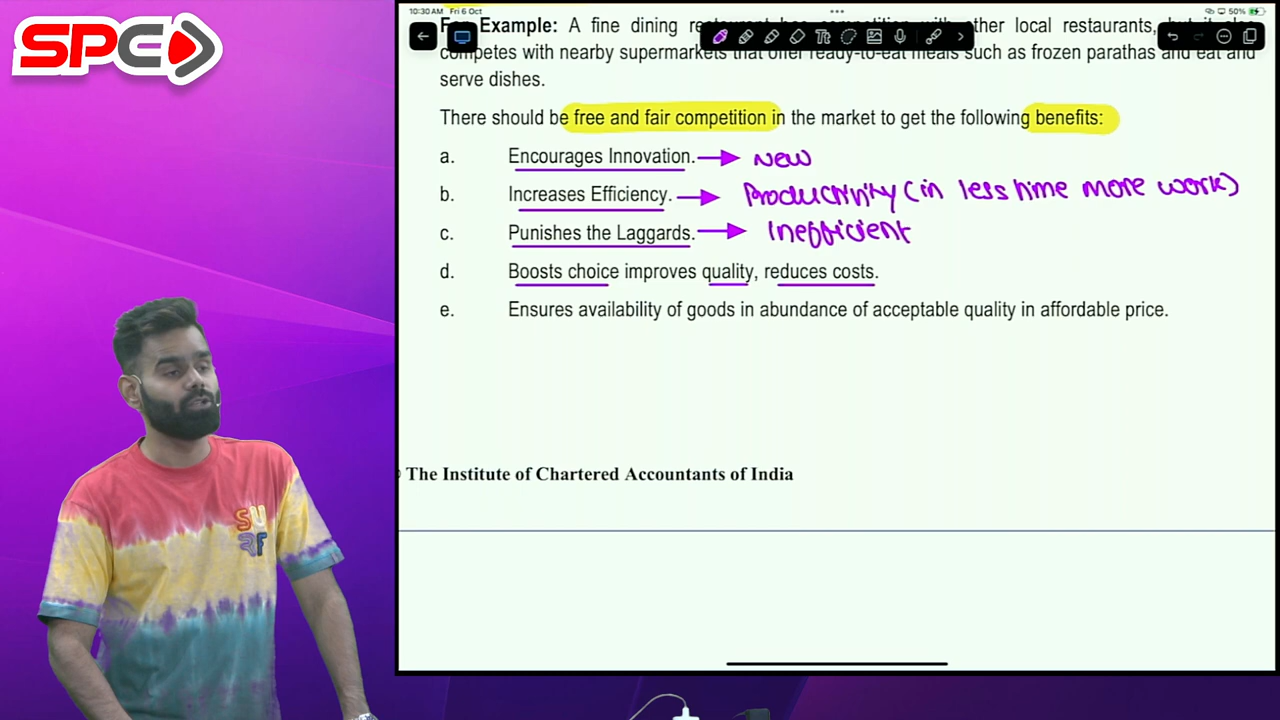 SPC
10:30 AM Fri 6 Oct
50%
For Example: A fine dining restaurant has competition with other local restaurants, but it also
competes with nearby supermarkets that offer ready-to-eat meals such as frozen parathas and eat and
serve dishes.
There should be free and fair competition in the market to get the following benefits:
a. Encourages Innovation. → New
b. Increases Efficiency. → Productivity (in less time more work)
c. Punishes the Laggards. → Inefficient
d. Boosts choice improves quality, reduces costs.
e. Ensures availability of goods in abundance of acceptable quality in affordable price.
The Institute of Chartered Accountants of India
SURF